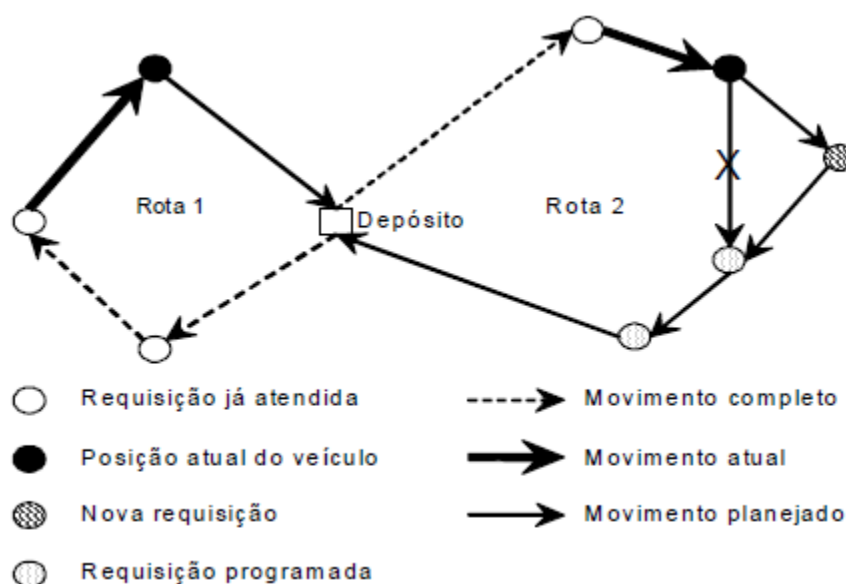 Rota 1
Depósito
Rota 2
X
Requisição já atendida
Movimento completo
Posição atual do veículo
Movimento atual
Nova requisição
Movimento planejado
Requisição programada